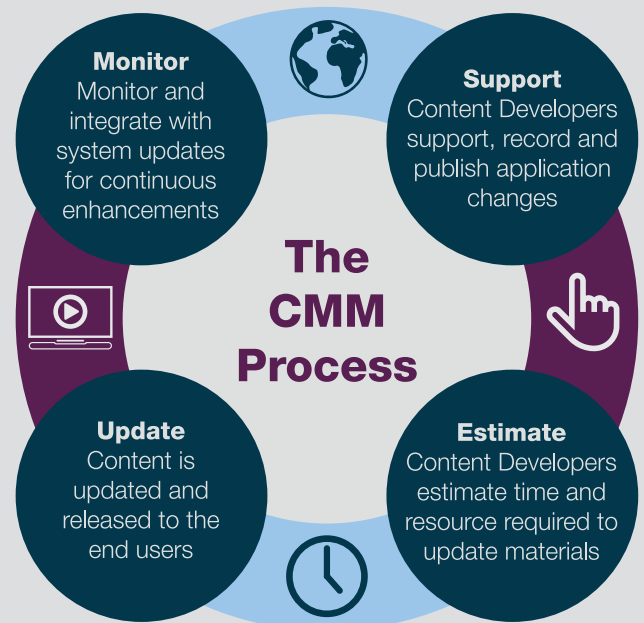 Monitor
Monitor and
integrate with
system updates
for continuous
enhancements
Support
Content Developers
support, record and
publish application
changes
The
CMM
Process
Update
Content is
updated and
released to the
end users
Estimate
Content Developers
estimate time and
resource required to
update materials